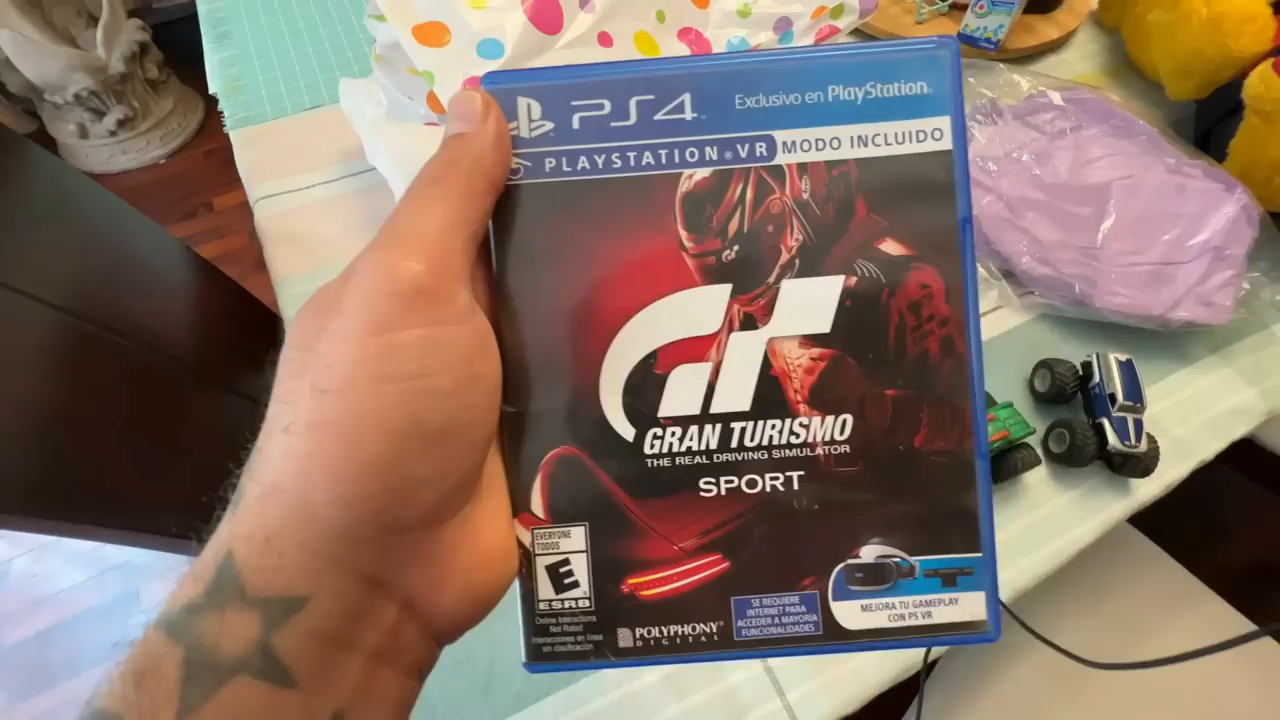 PS4 Exclusivo en PlayStation
PLAYSTATION®VR MODO INCLUIDO
GT
GRAN TURISMO
THE REAL DRIVING SIMULATOR
SPORT
EVERYONE
TODOS
E
ESRB
Online Interactions
Not Rated
Interacciones en línea
sin clasificación
POLYPHONY®
DIGITAL
SE REQUIERE
INTERNET PARA
ACCEDER A MAYORÍA
FUNCIONALIDADES
MEJORA TU GAMEPLAY
CON PS VR